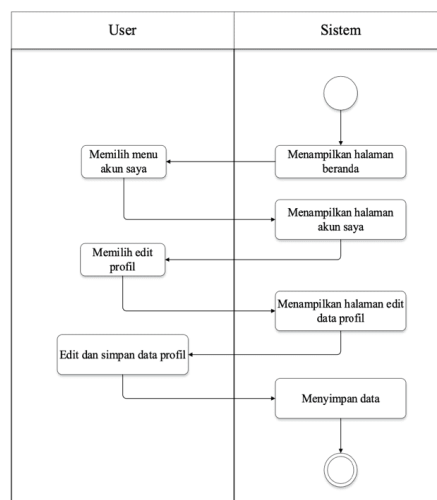 User
Sistem
Menampilkan halaman
beranda
Memilih menu
akun saya
Menampilkan halaman
akun saya
Memilih edit
profil
Menampilkan halaman edit
data profil
Edit dan simpan data profil
Menyimpan data